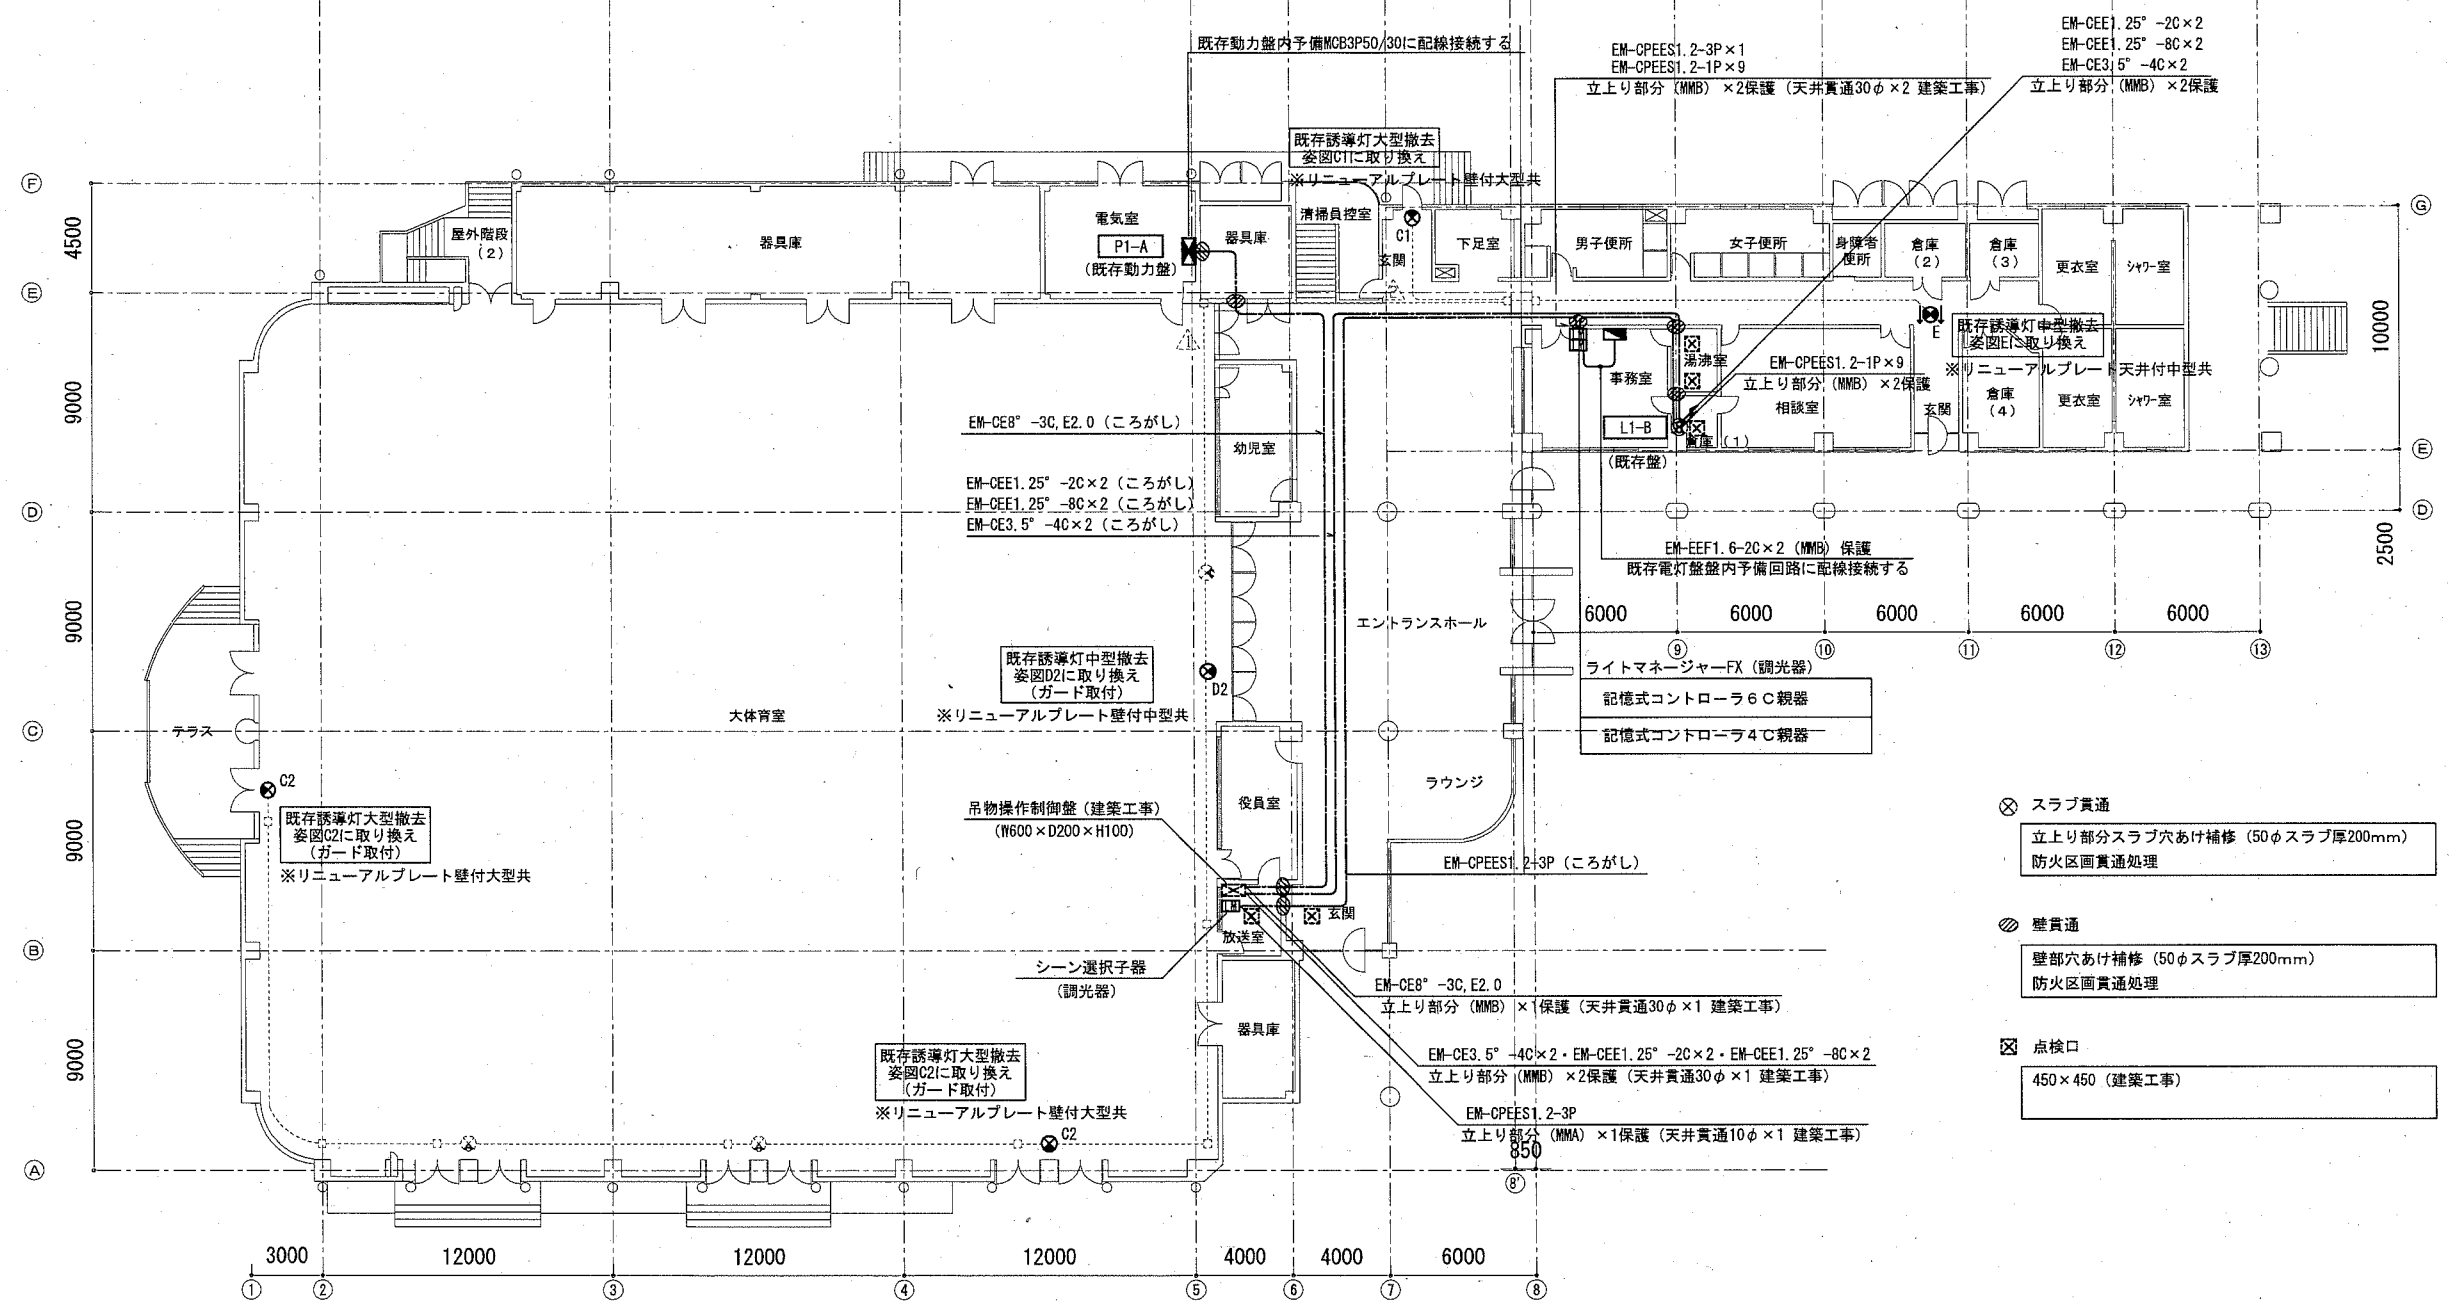 既存動力盤内予備MCB3P50/30に配線接続する
EM-CPEES1.2-3P×1
EM-CPEES1.2-1P×9
立上り部分（MMB）×2保護（天井貫通30φ×2 建築工事）
EM-CEE1.25°-2C×2
EM-CEE1.25°-8C×2
EM-CE3.5°-4C×2
立上り部分（MMB）×2保護
既存誘導灯大型撤去
姿図C1に取り換え
※リニューアルプレート壁付大型共
F
G
4500
屋外階段
（2）
器具庫
電気室
P1-A
（既存動力盤）
器具庫
清掃員控室
C1
玄関
下足室
男子便所
女子便所
身障者
便所
倉庫
（2）
倉庫
（3）
更衣室
シャワー室
E
2
1
10000
E
既存誘導灯中型撤去
姿図Eに取り換え
※リニューアルプレート天井付中型共
湯沸室
事務室
EM-CPEES1.2-1P×9
立上り部分（MMB）×2保護
相談室
玄関
倉庫
（4）
更衣室
シャワー室
9000
L1-B
（既存盤）
倉庫（1）
E
EM-CE8°-3C,E2.0（ころがし）
幼児室
EM-CEE1.25°-2C×2（ころがし）
EM-CEE1.25°-8C×2（ころがし）
EM-CE3.5°-4C×2（ころがし）
D
D
2500
EM-EEF1.6-2C×2（MMB）保護
既存電灯盤盤内予備回路に配線接続する
9000
エントランスホール
6000
6000
6000
6000
6000
9
10
11
12
13
既存誘導灯中型撤去
姿図D2に取り換え
（ガード取付）
※リニューアルプレート壁付中型共
D2
ライトマネージャーFX（調光器）
記憶式コントローラ6C親器
記憶式コントローラ4C親器
C
テラス
大体育室
ラウンジ
C2
既存誘導灯大型撤去
姿図C2に取り換え
（ガード取付）
※リニューアルプレート壁付大型共
9000
吊物操作制御盤（建築工事）
（W600×D200×H100）
役員室
EM-CPEES1.2-3P（ころがし）
スラブ貫通
立上り部分スラブ穴あけ補修（50φスラブ厚200mm）
防火区画貫通処理
玄関
放送室
B
シーン選択子器
（調光器）
壁貫通
壁部穴あけ補修（50φスラブ厚200mm）
防火区画貫通処理
EM-CE8°-3C,E2.0
立上り部分（MMB）×1保護（天井貫通30φ×1 建築工事）
器具庫
9000
既存誘導灯大型撤去
姿図C2に取り換え
（ガード取付）
※リニューアルプレート壁付大型共
C2
EM-CE3.5°-4C×2・EM-CEE1.25°-2C×2・EM-CEE1.25°-8C×2
立上り部分（MMB）×2保護（天井貫通30φ×1 建築工事）
点検口
450×450（建築工事）
EM-CPEES1.2-3P
立上り部分（MMA）×1保護（天井貫通10φ×1 建築工事）
850
A
8'
3000
12000
12000
12000
4000
4000
6000
1
2
3
4
5
6
7
8